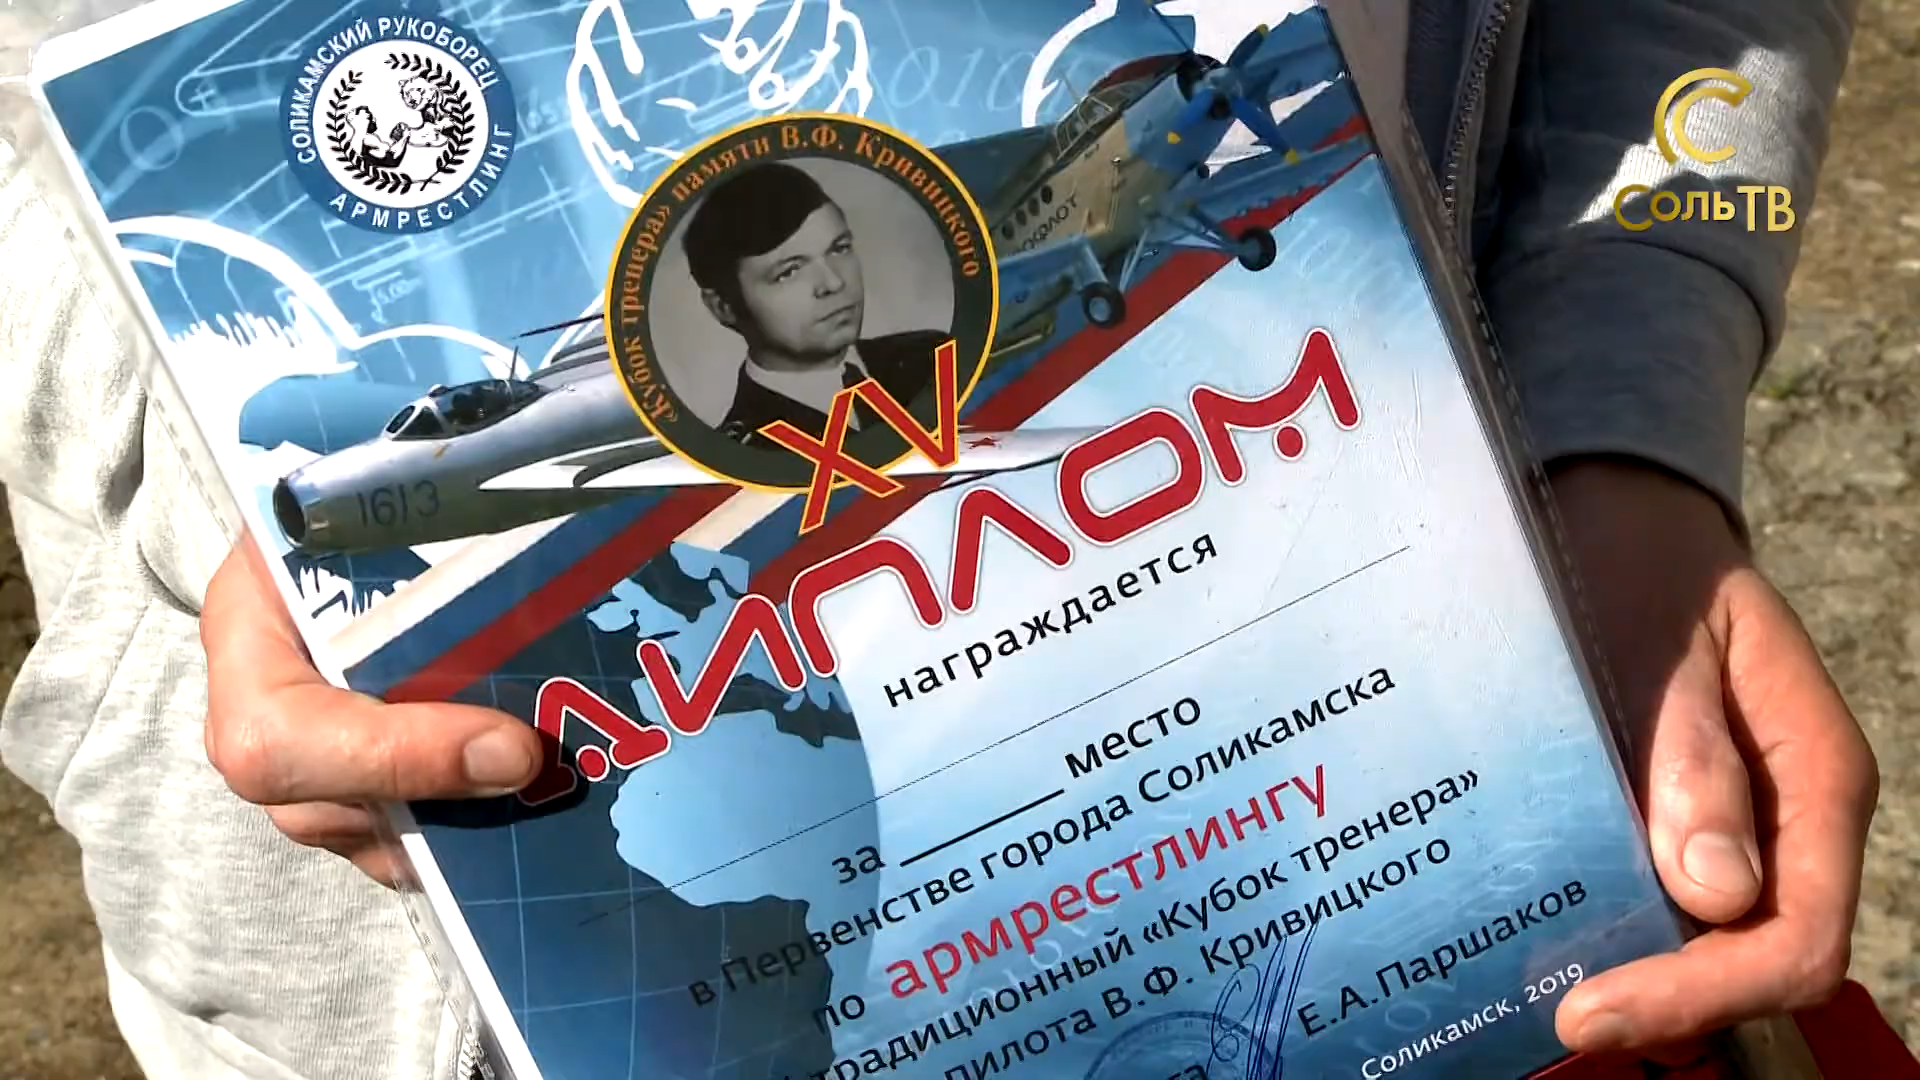 СОЛИКАМСКИЙ РУКОБОРЕЦ
АРМРЕСТЛИНГ
«Кубок тренера» памяти В.Ф. Кривицкого
XV
1613
ДИПЛОМ
награждается
за ______ место
в Первенстве города Соликамска
по армрестлингу
традиционный «Кубок тренера»
пилота В.Ф. Кривицкого
Е.А.Паршаков
Соликамск, 2019
СольТВ